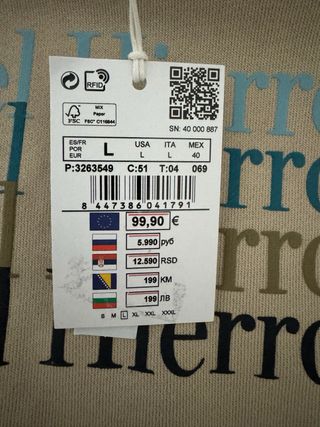 el Hierro
RFID
FSC
MIX
Paper
FSC® C116844
SN: 40 000 887
ES/FR
POR
EUR
L
USA
L
ITA
L
MEX
40
P:3263549 C:51 T:04 069
8 447386 041791
99,90 €
5.990 руб
12.590 RSD
199 KM
199 ЛВ
S M L XL XXL XXXL
Hierro
Hierro